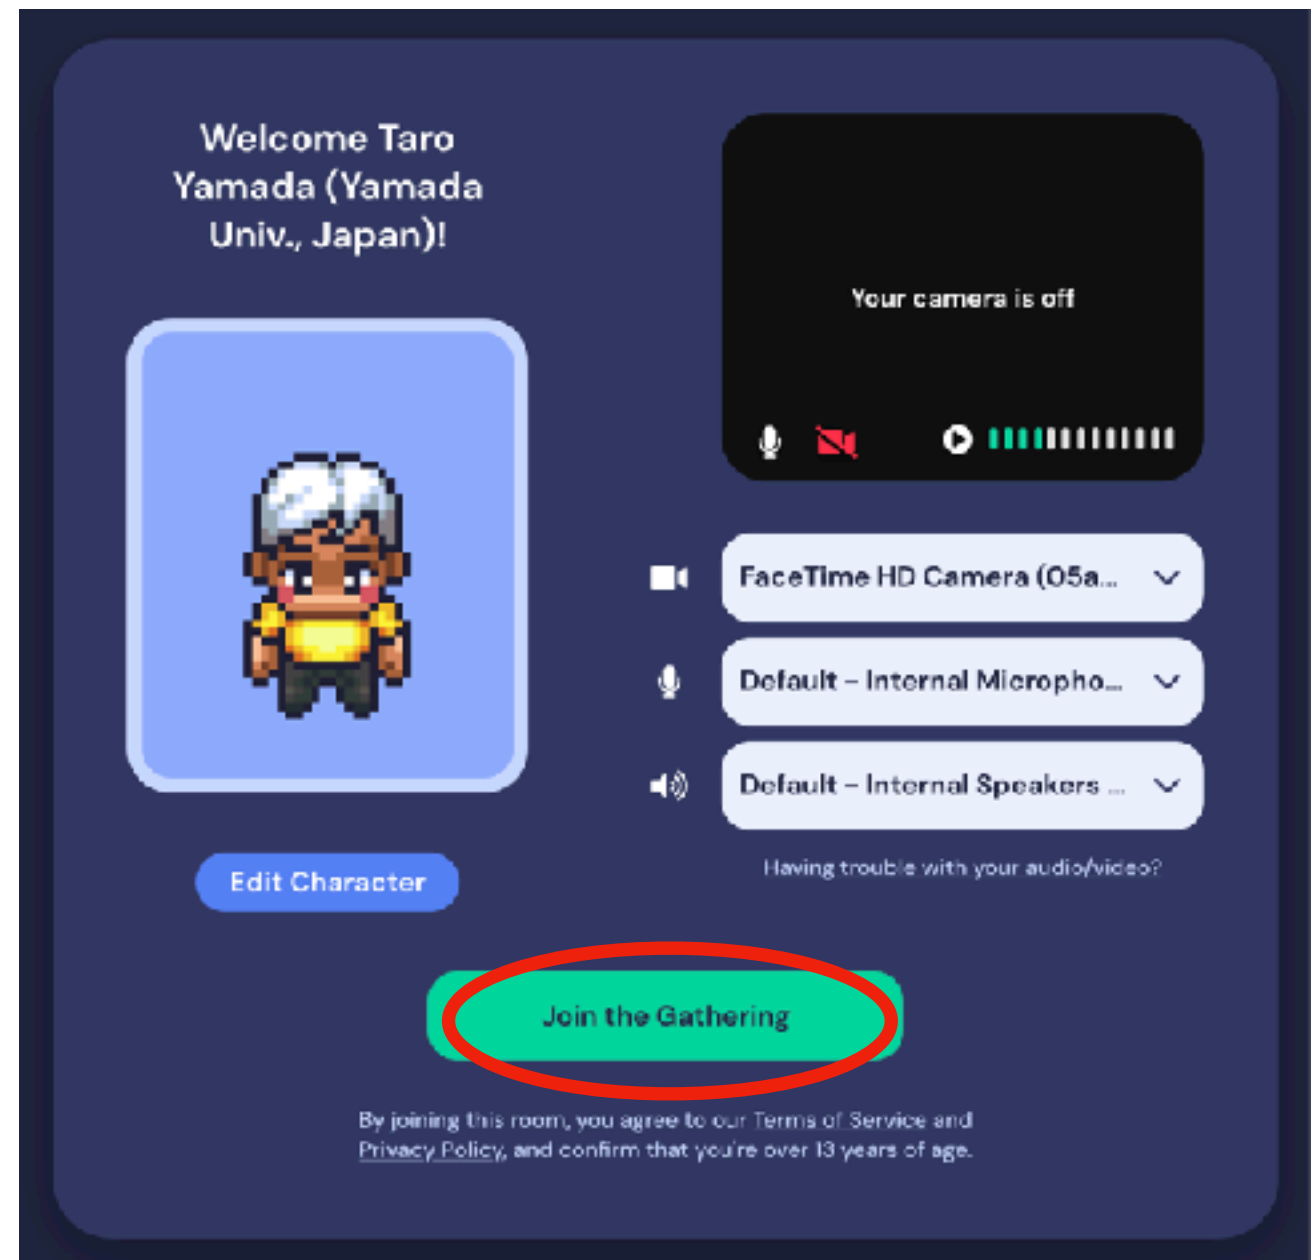 Welcome Taro
Yamada (Yamada
Univ., Japan)!
Your camera is off
FaceTime HD Camera (05a...
Default – Internal Micropho...
Default – Internal Speakers ...
Having trouble with your audio/video?
Edit Character
Join the Gathering
By joining this room, you agree to our Terms of Service and
Privacy Policy, and confirm that you're over 13 years of age.